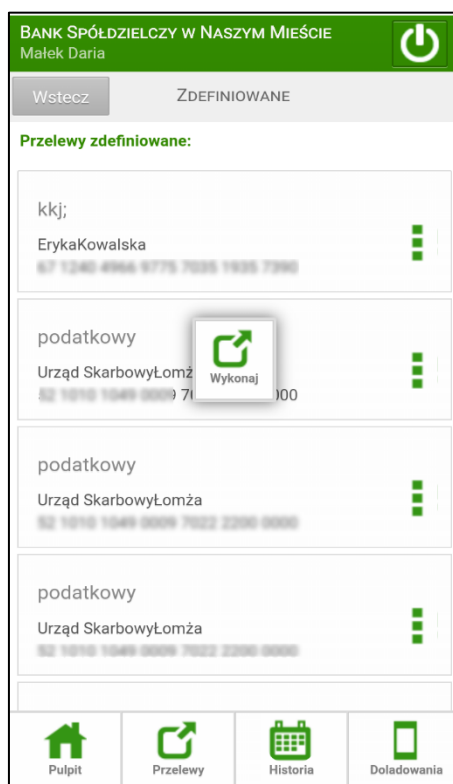 BANK SPÓŁDZIELCZY W NASZYM MIEŚCIE
Małek Daria
Wstecz
ZDEFINIOWANE
Przelewy zdefiniowane:
kkj;
ErykaKowalska
podatkowy
Urząd SkarbowyŁomż
Wykonaj
podatkowy
Urząd SkarbowyŁomża
podatkowy
Urząd SkarbowyŁomża
Pulpit
Przelewy
Historia
Doladowania